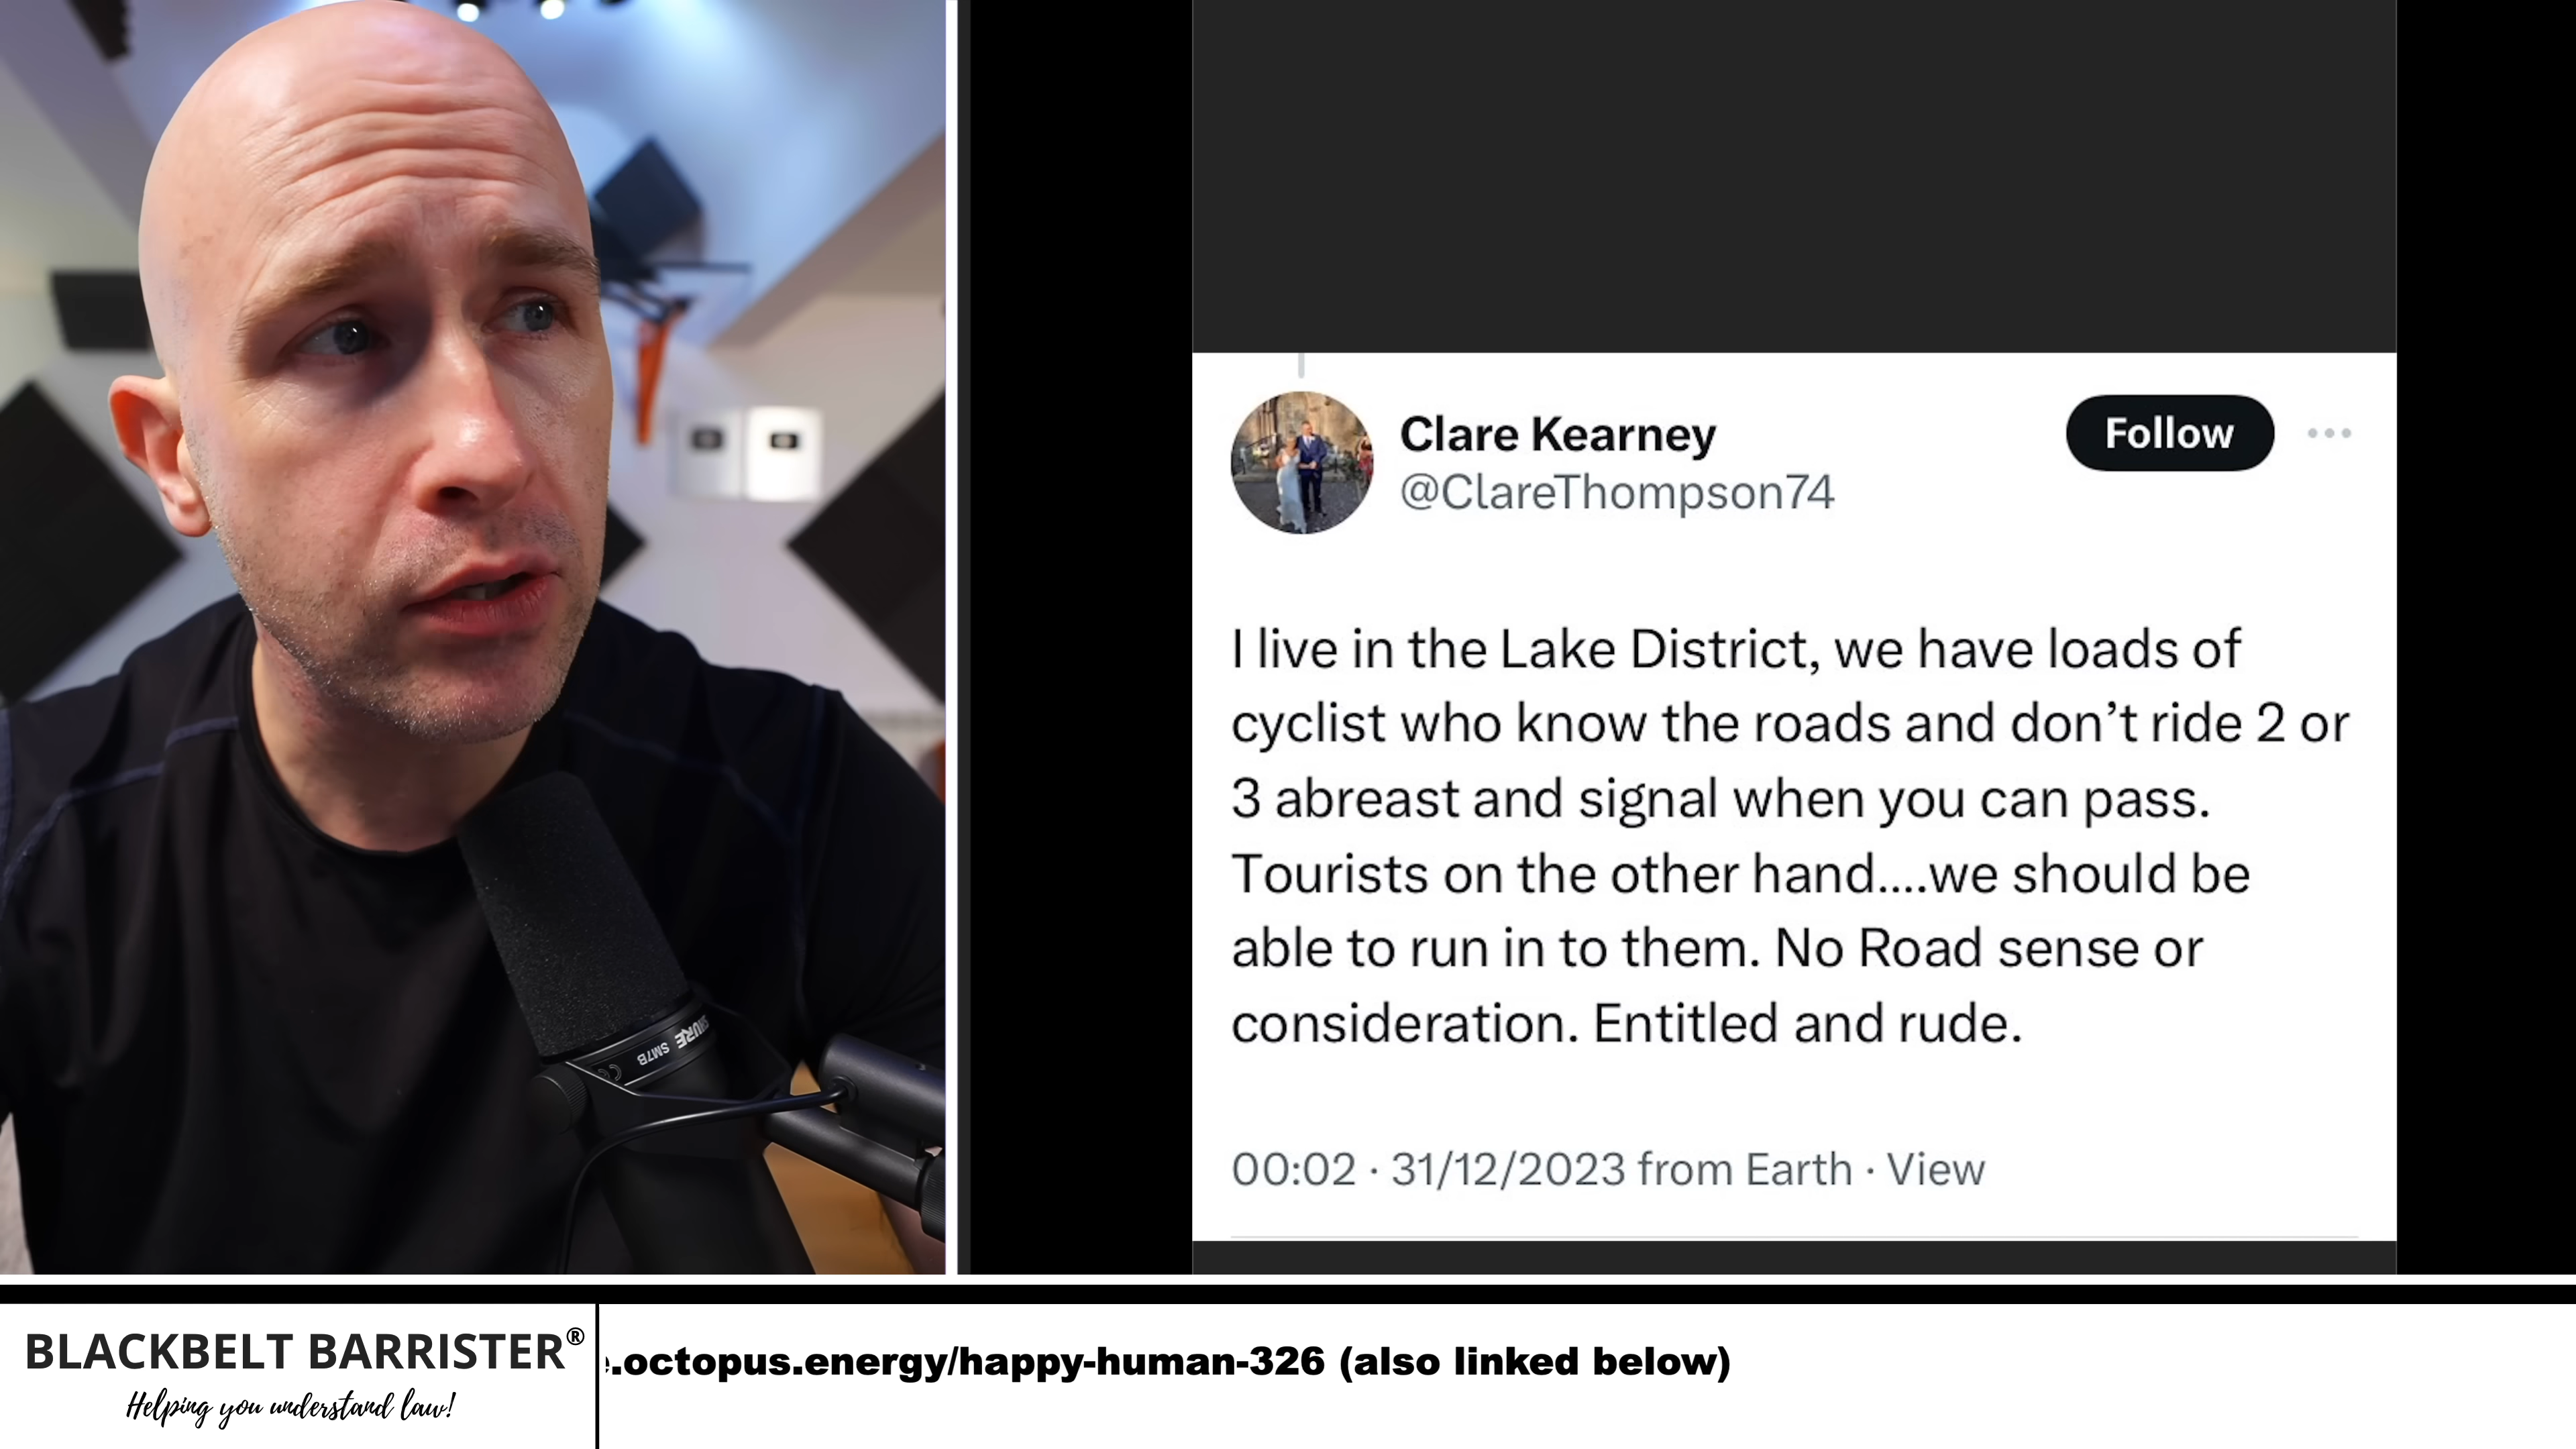 Clare Kearney
Follow
@ClareThompson74
I live in the Lake District, we have loads of
cyclist who know the roads and don’t ride 2 or
3 abreast and signal when you can pass.
Tourists on the other hand....we should be
able to run in to them. No Road sense or
consideration. Entitled and rude.
00:02 · 31/12/2023 from Earth · View
SHURE SM7B
BLACKBELT BARRISTER®
Helping you understand law!
.octopus.energy/happy-human-326 (also linked below)